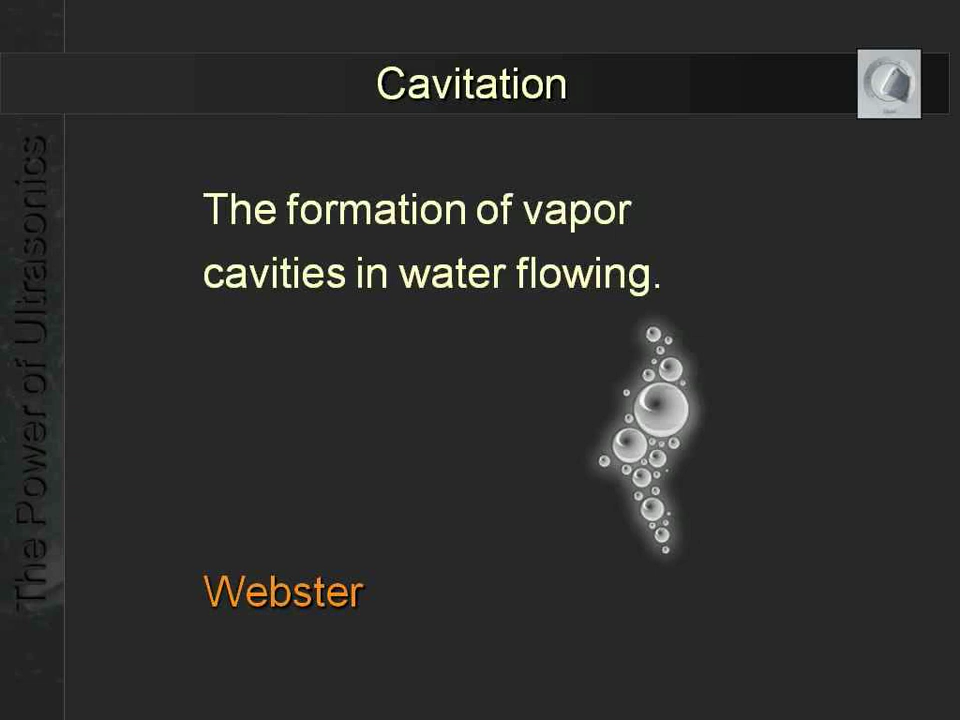 Cavitation
The Power of Ultrasonics
The formation of vapor
cavities in water flowing.
Webster